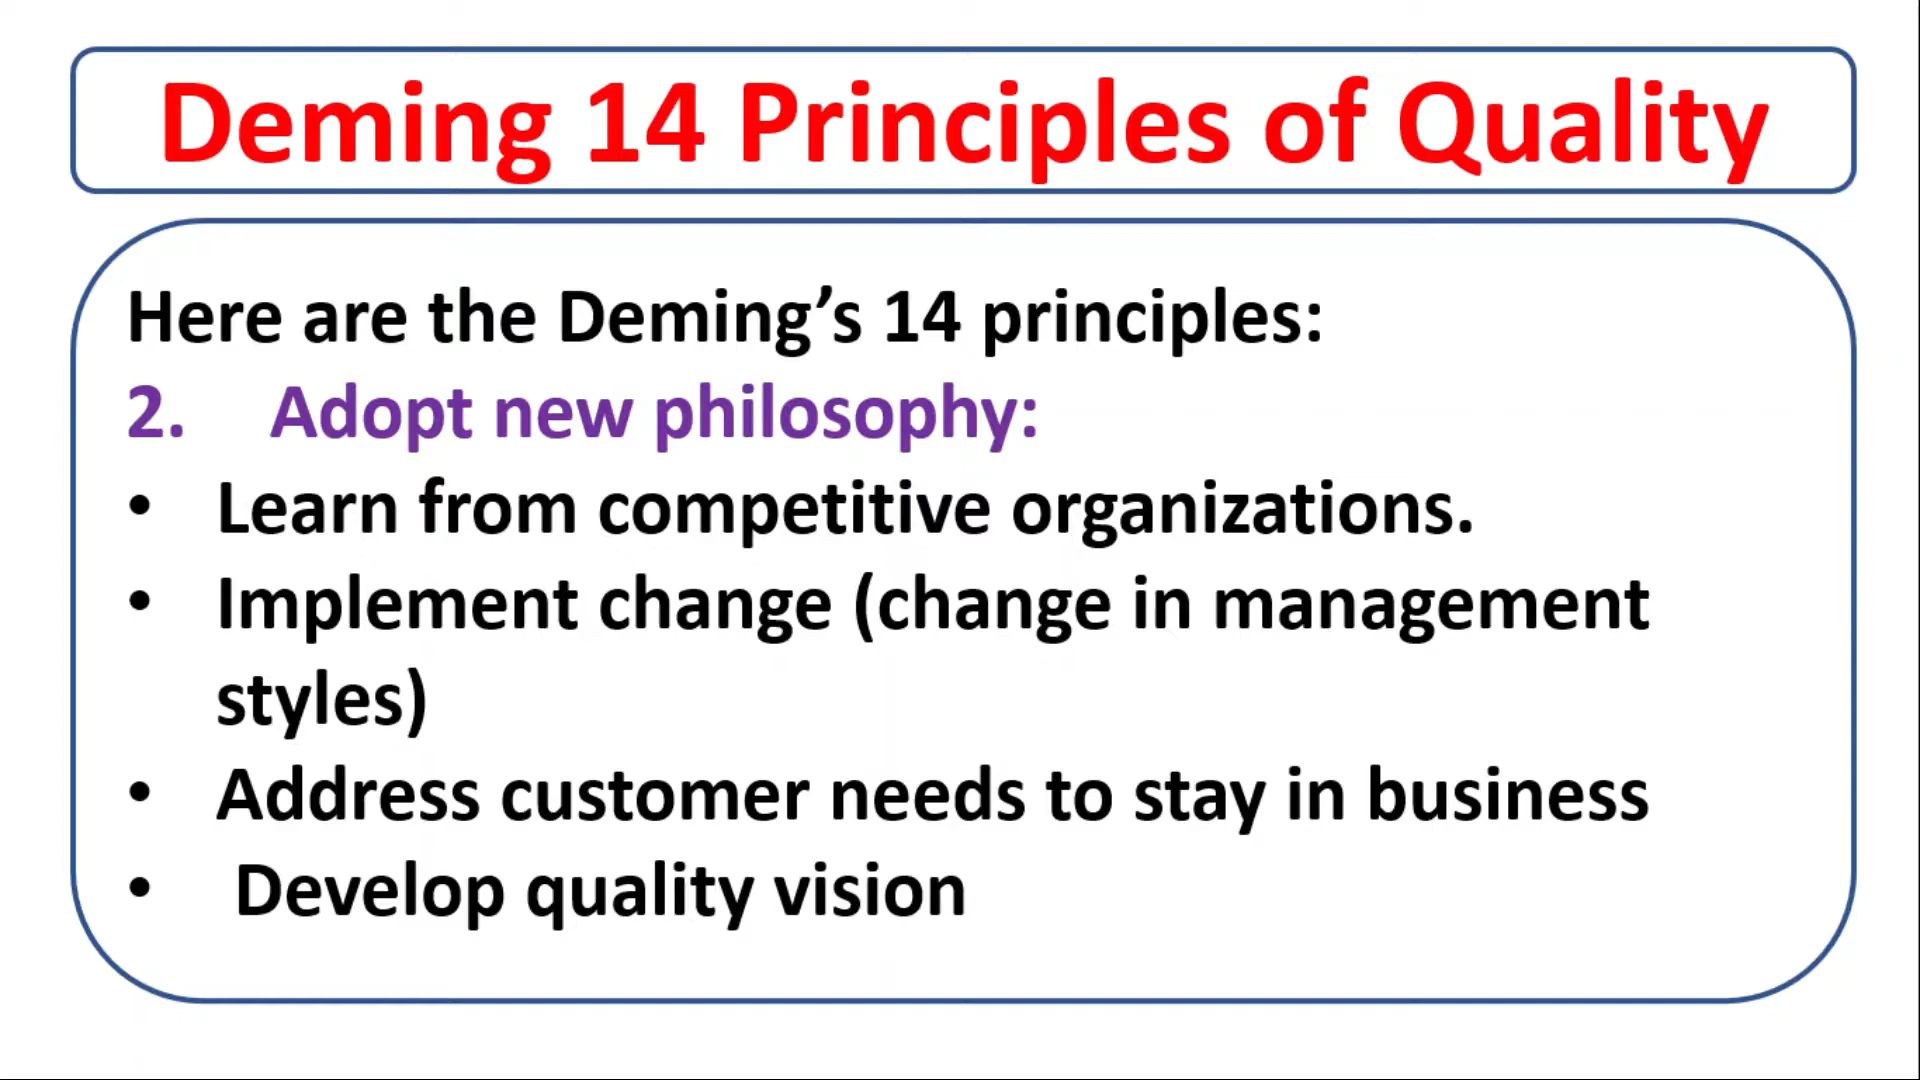 Deming 14 Principles of Quality
Here are the Deming’s 14 principles:
2. Adopt new philosophy:
• Learn from competitive organizations.
• Implement change (change in management
styles)
• Address customer needs to stay in business
• Develop quality vision